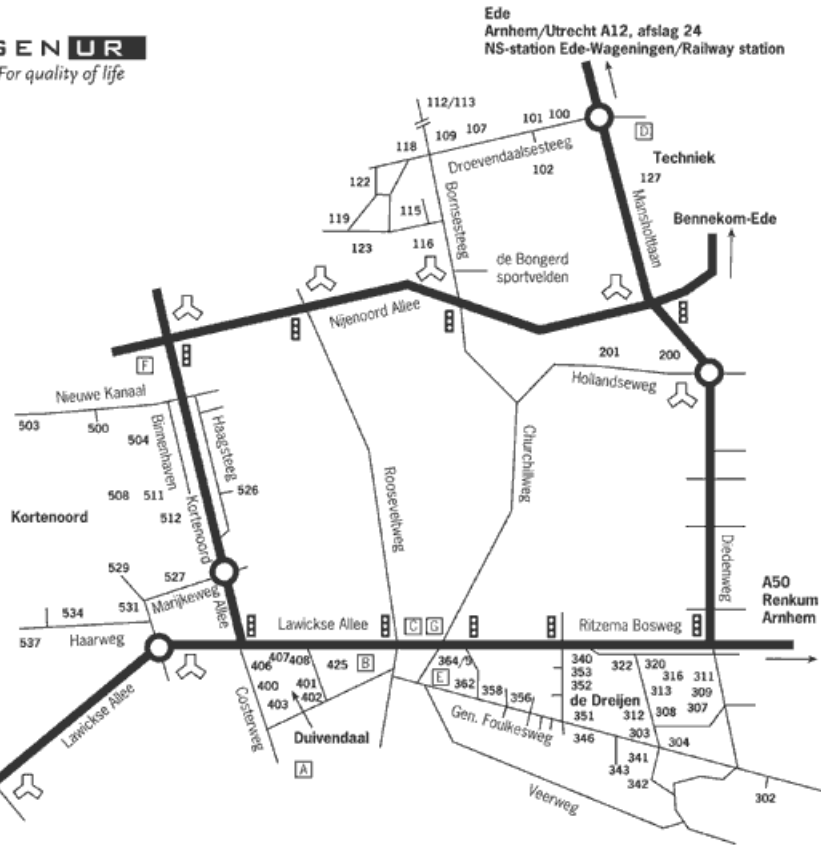 GEN UR
For quality of life
Ede
Arnhem/Utrecht A12, afslag 24
NS-station Ede-Wageningen/Railway station
112/113
109
107
101
100
D
118
Droevendaalsesteeg
102
Techniek
127
122
Bornsesteeg
Mansholtlaan
119
115
123
116
Bennekom-Ede
de Bongerd
sportvelden
Nijenoord Allee
F
201
200
Hollandseweg
Nieuwe Kanaal
503
500
504
Binnenhaven
Haagsteeg
526
Churchillweg
Rooseveltweg
508
511
512
Kortenoord
Kortenoord Allee
Diedenweg
529
527
Marijkeweg
531
534
537
Haarweg
A50
Renkum
Arnhem
Lawickse Allee
C
G
Ritzema Bosweg
406
407
408
425
B
400
401
403
402
Costerweg
Duivendaal
A
Lawickse Allee
364/9
E
362
358
356
Gen. Foulkesweg
Veerweg
340
353
352
322
320
316
311
313
309
de Dreijen
351
312
308
307
303
346
304
341
343
342
302